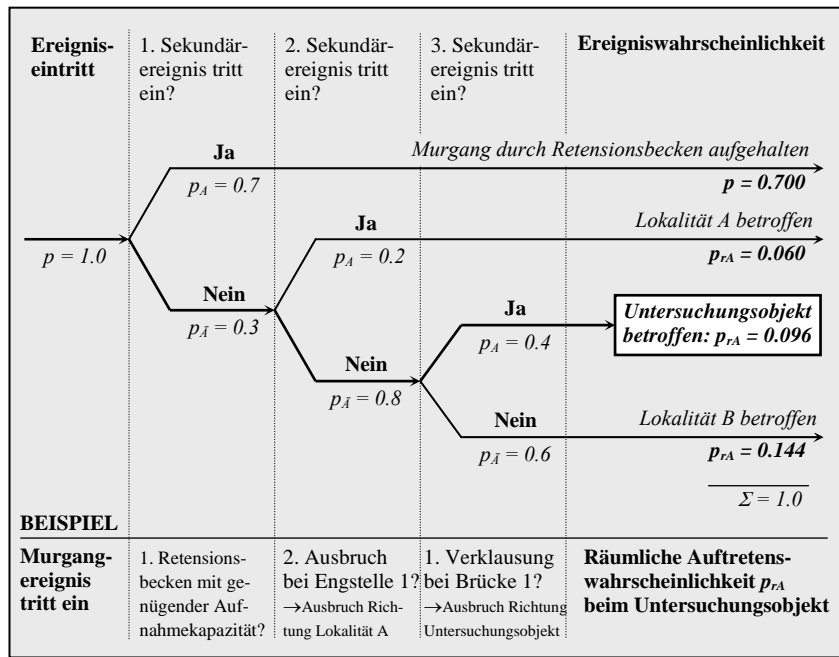 Ereignis-
eintritt
1. Sekundär-
ereignis tritt
ein?
2. Sekundär-
ereignis tritt
ein?
3. Sekundär-
ereignis tritt
ein?
Ereigniswahrscheinlichkeit
Ja
Murgang durch Retensionsbecken aufgehalten
p_A = 0.7
p = 0.700
Ja
Lokalität A betroffen
p = 1.0
p_A = 0.2
p_rA = 0.060
Nein
p_Ā = 0.3
Ja
Untersuchungsobjekt
betroffen: p_rA = 0.096
p_A = 0.4
Nein
p_Ā = 0.8
Nein
Lokalität B betroffen
p_Ā = 0.6
p_rA = 0.144
Σ = 1.0
BEISPIEL
Murgang-
ereignis
tritt ein
1. Retensions-
becken mit ge-
nügender Auf-
nahmekapazität?
2. Ausbruch
bei Engstelle 1?
→Ausbruch Rich-
tung Lokalität A
1. Verklausung
bei Brücke 1?
→Ausbruch Richtung
Untersuchungsobjekt
Räumliche Auftretens-
wahrscheinlichkeit p_rA
beim Untersuchungsobjekt